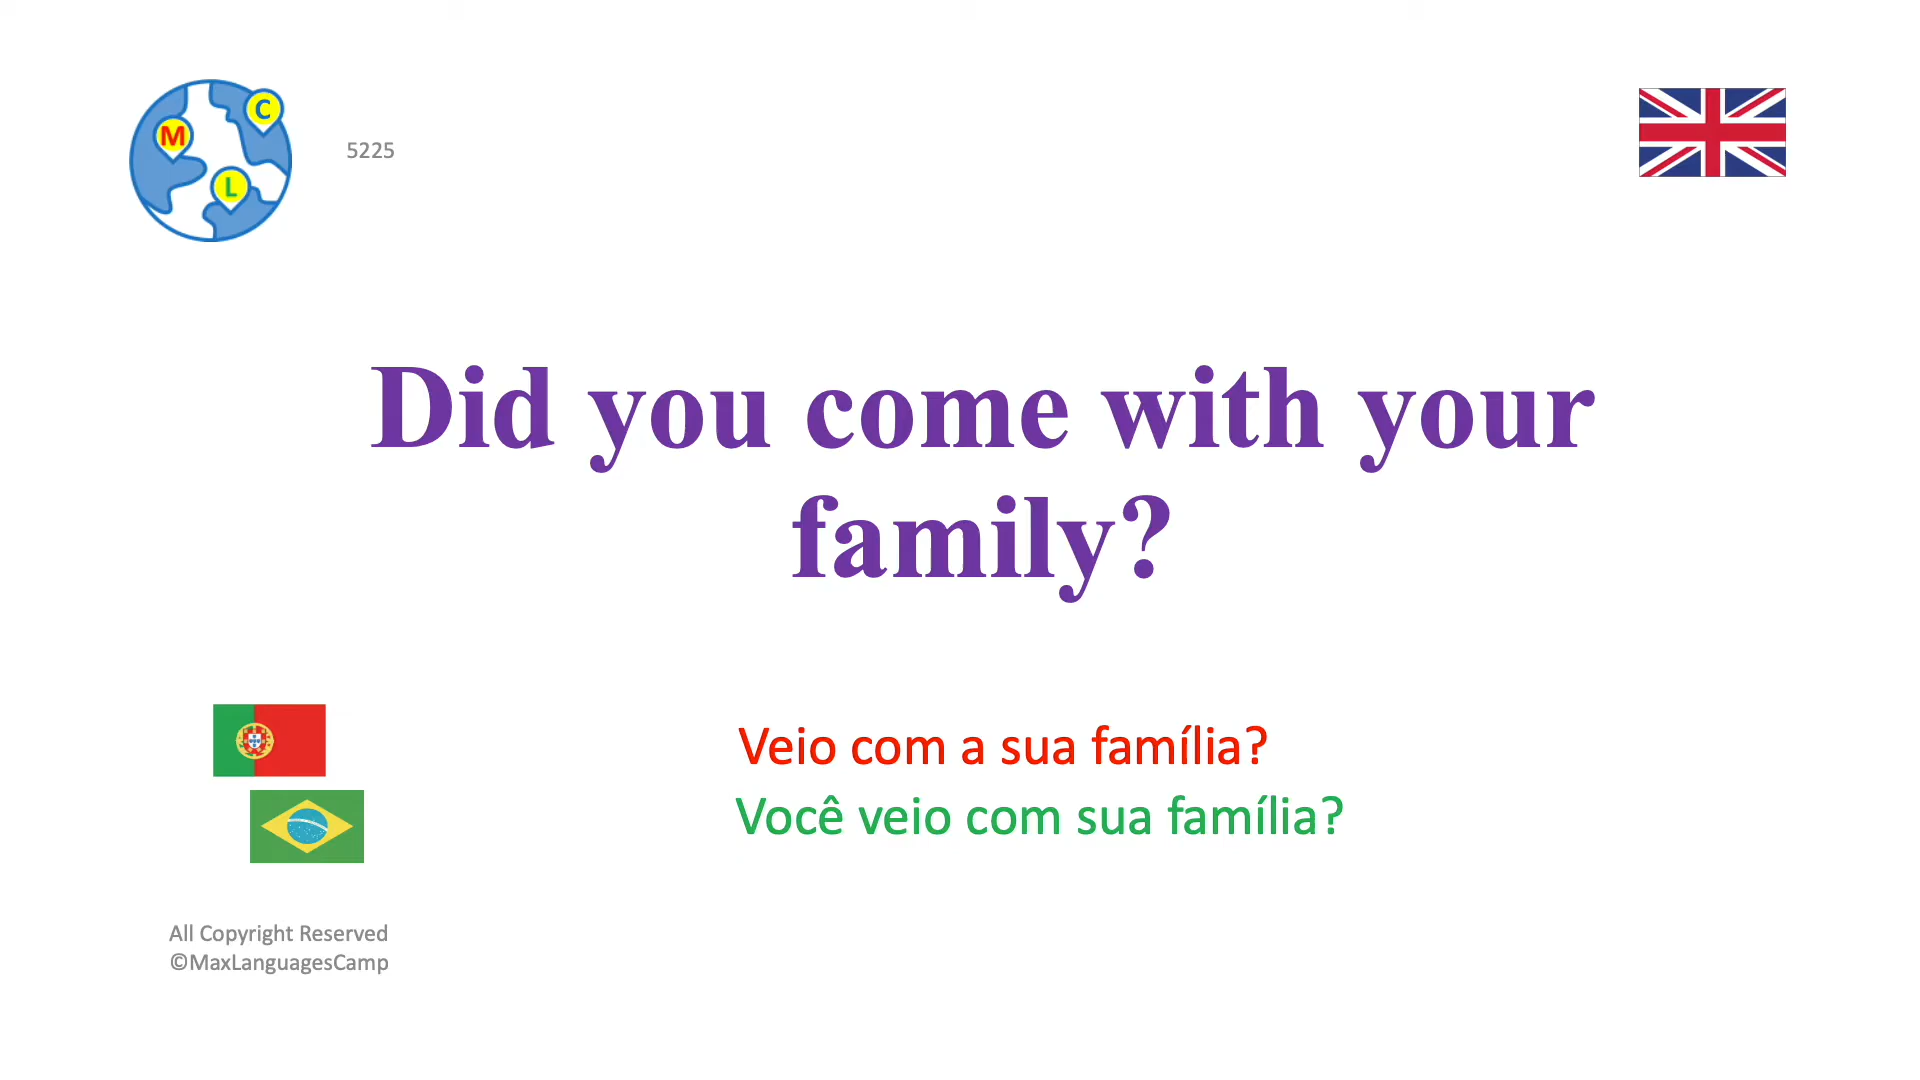 M
C
L
5225
Did you come with your
family?
Veio com a sua família?
Você veio com sua família?
All Copyright Reserved
©MaxLanguagesCamp